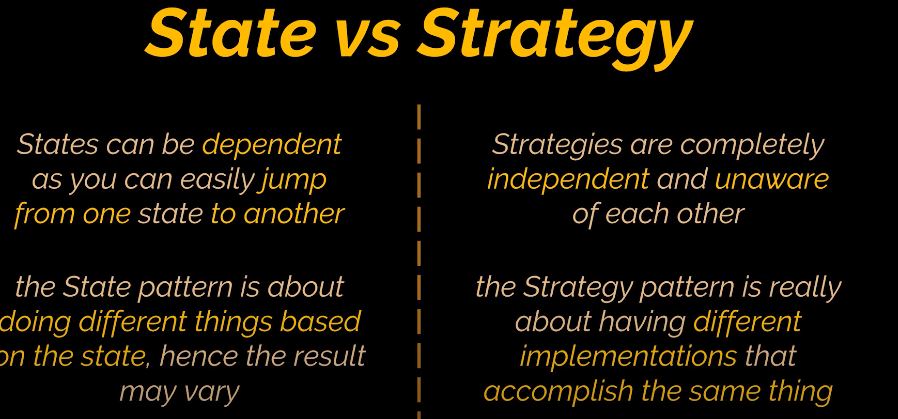 State vs Strategy
States can be dependent
as you can easily jump
from one state to another
the State pattern is about
doing different things based
on the state, hence the result
may vary
Strategies are completely
independent and unaware
of each other
the Strategy pattern is really
about having different
implementations that
accomplish the same thing